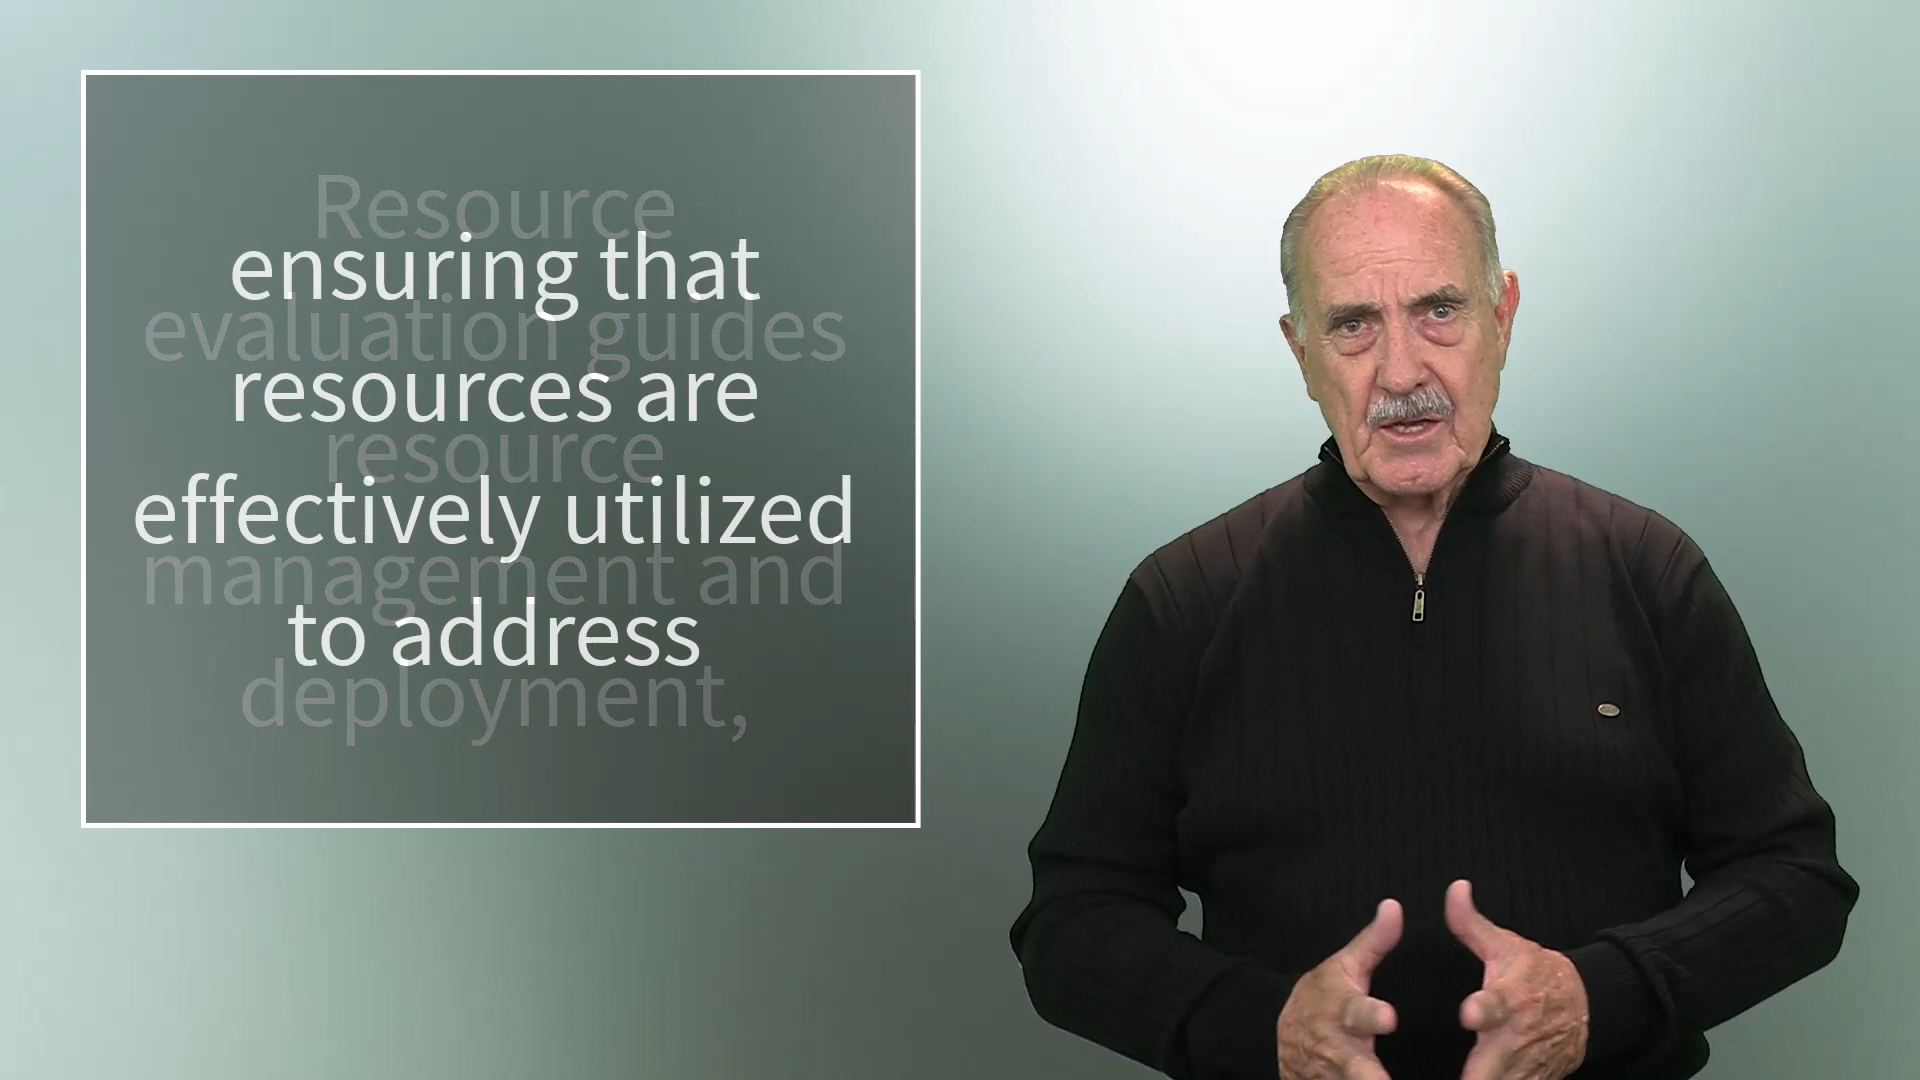 Resource
evaluation guides
resource
management and
deployment,
ensuring that
resources are
effectively utilized
to address